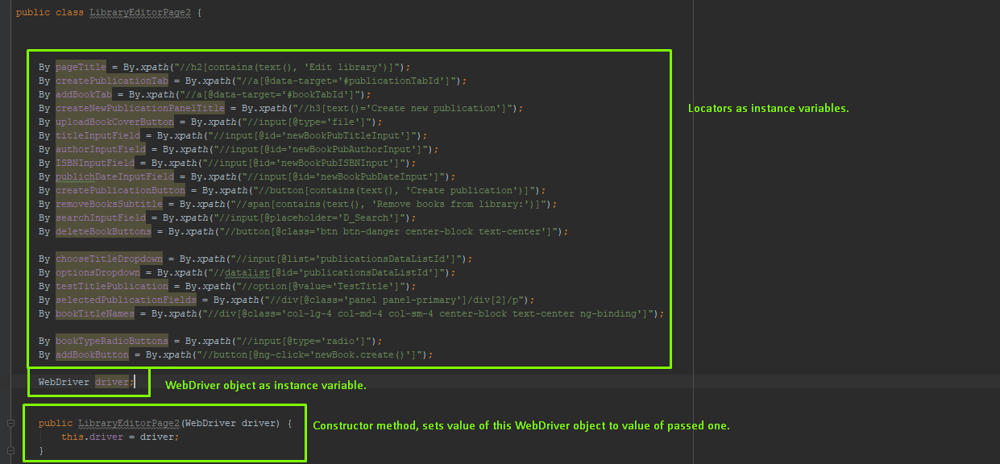 public class LibraryEditorPage2 {
By pageTitle = By.xpath("//h2[contains(text(), 'Edit library')]");
By createPublicationTab = By.xpath("//a[@data-target='#publicationTabId']");
By addBookTab = By.xpath("//a[@data-target='#bookTabId']");
By createNewPublicationPanelTitle = By.xpath("//h3[text()='Create new publication']");
Locators as instance variables.
By uploadBookCoverButton = By.xpath("//input[@type='file']");
By titleInputField = By.xpath("//input[@id='newBookPubTitleInput']");
By authorInputField = By.xpath("//input[@id='newBookPubAuthorInput']");
By ISBNInputField = By.xpath("//input[@id='newBookPubISBNInput']");
By publichDateInputField = By.xpath("//input[@id='newBookPubDateInput']");
By createPublicationButton = By.xpath("//button[contains(text(), 'Create publication')]");
By removeBooksSubtitle = By.xpath("//span[contains(text(), 'Remove books from library:')]");
By searchInputField = By.xpath("//input[@placeholder='D_Search']");
By deleteBookButtons = By.xpath("//button[@class='btn btn-danger center-block text-center']");
By chooseTitleDropdown = By.xpath("//input[@list='publicationsDataListId']");
By optionsDropdown = By.xpath("//datalist[@id='publicationsDataListId']");
By testTitlePublication = By.xpath("//option[@value='TestTitle']");
By selectedPublicationFields = By.xpath("//div[@class='panel panel-primary']/div[2]/p");
By bookTitleNames = By.xpath("//div[@class='col-lg-4 col-md-4 col-sm-4 center-block text-center ng-binding']");
By bookTypeRadioButtons = By.xpath("//input[@type='radio']");
By addBookButton = By.xpath("//button[@ng-click='newBook.create()']");
WebDriver driver;
WebDriver object as instance variable.
public LibraryEditorPage2(WebDriver driver) {
Constructor method, sets value of this WebDriver object to value of passed one.
this.driver = driver;
}